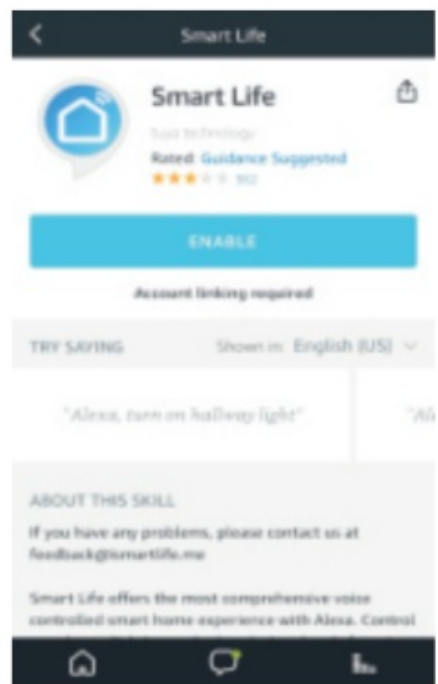 Smart Life
Smart Life
tuya technology
Rated: Guidance Suggested
ENABLE
Account linking required
TRY SAYING
Shown in: English (US)
"Alexa, turn on hallway light"
ABOUT THIS SKILL
If you have any problems, please contact us at
feedback@ismartlife.me
Smart Life offers the most comprehensive voice
controlled smart home experience with Alexa. Control